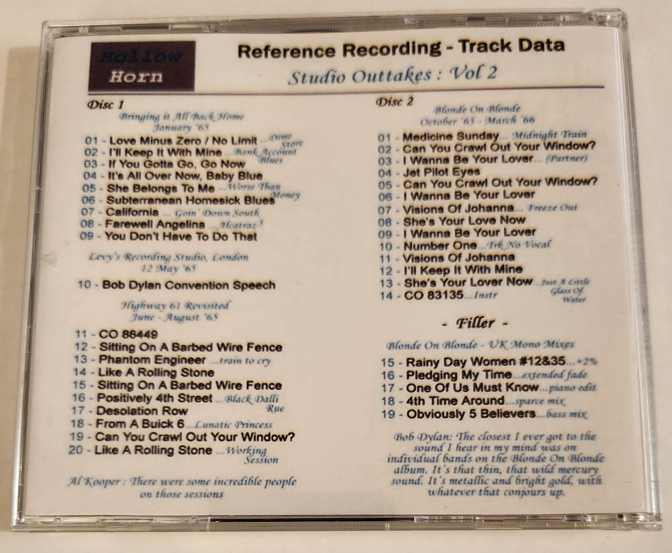 Hollow
Horn
Reference Recording - Track Data
Studio Outtakes : Vol 2
Disc 1
Bringing it All Back Home
January '65
01 - Love Minus Zero / No Limit ...Dime Store
02 - I'll Keep It With Mine ...Bank Account Blues
03 - If You Gotta Go, Go Now
04 - It's All Over Now, Baby Blue
05 - She Belongs To Me ...Worse Than Money
06 - Subterranean Homesick Blues
07 - California ... Goin' Down South
08 - Farewell Angelina ...Alcatraz 5
09 - You Don't Have To Do That
Levy's Recording Studio, London
12 May '65
10 - Bob Dylan Convention Speech
Highway 61 Revisited
June - August '65
11 - CO 86449
12 - Sitting On A Barbed Wire Fence
13 - Phantom Engineer ...train to cry
14 - Like A Rolling Stone
15 - Sitting On A Barbed Wire Fence
16 - Positively 4th Street ...Black Dalli Rue
17 - Desolation Row
18 - From A Buick 6 ...Lunatic Princess
19 - Can You Crawl Out Your Window?
20 - Like A Rolling Stone ...Working Session
Al Kooper : There were some incredible people
on those sessions
Disc 2
Blonde On Blonde
October '65 - March '66
01 - Medicine Sunday... Midnight Train
02 - Can You Crawl Out Your Window?
03 - I Wanna Be Your Lover ...(Partner)
04 - Jet Pilot Eyes
05 - Can You Crawl Out Your Window?
06 - I Wanna Be Your Lover
07 - Visions Of Johanna... Freeze Out
08 - She's Your Love Now
09 - I Wanna Be Your Lover
10 - Number One... Trk No Vocal
11 - Visions Of Johanna
12 - I'll Keep It With Mine
13 - She's Your Lover Now ...Just A Little Glass Of Water
14 - CO 83135 ...Instr
- Filler -
Blonde On Blonde - UK Mono Mixes
15 - Rainy Day Women #12&35...+2%
16 - Pledging My Time...extended fade
17 - One Of Us Must Know...piano edit
18 - 4th Time Around...sparce mix
19 - Obviously 5 Believers...bass mix
Bob Dylan: The closest I ever got to the
sound I hear in my mind was on
individual bands on the Blonde On Blonde
album. It's that thin, that wild mercury
sound. It's metallic and bright gold, with
whatever that conjours up.